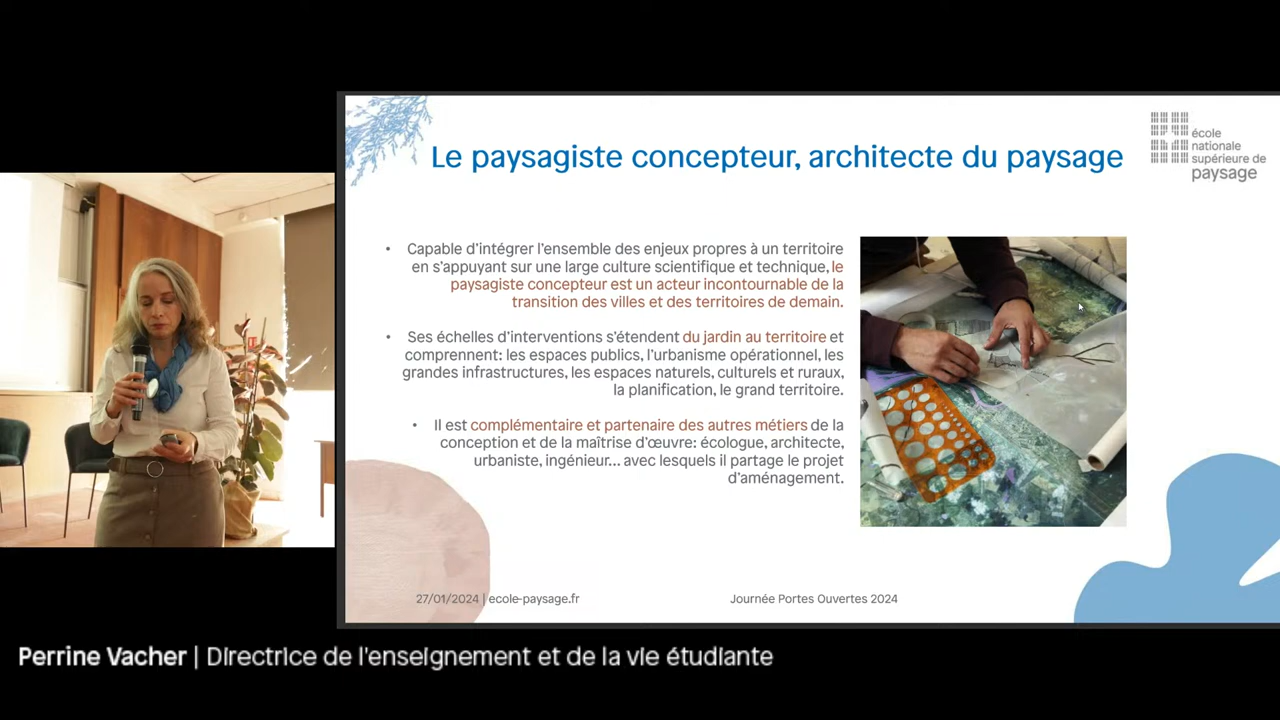 Le paysagiste concepteur, architecte du paysage
école
nationale
supérieure de
paysage
• Capable d'intégrer l'ensemble des enjeux propres à un territoire
en s'appuyant sur une large culture scientifique et technique, le
paysagiste concepteur est un acteur incontournable de la
transition des villes et des territoires de demain.
• Ses échelles d'interventions s'étendent du jardin au territoire et
comprennent: les espaces publics, l'urbanisme opérationnel, les
grandes infrastructures, les espaces naturels, culturels et ruraux,
la planification, le grand territoire.
• Il est complémentaire et partenaire des autres métiers de la
conception et de la maîtrise d'œuvre: écologue, architecte,
urbaniste, ingénieur... avec lesquels il partage le projet
d'aménagement.
27/01/2024 | ecole-paysage.fr
Journée Portes Ouvertes 2024
Perrine Vacher | Directrice de l'enseignement et de la vie étudiante